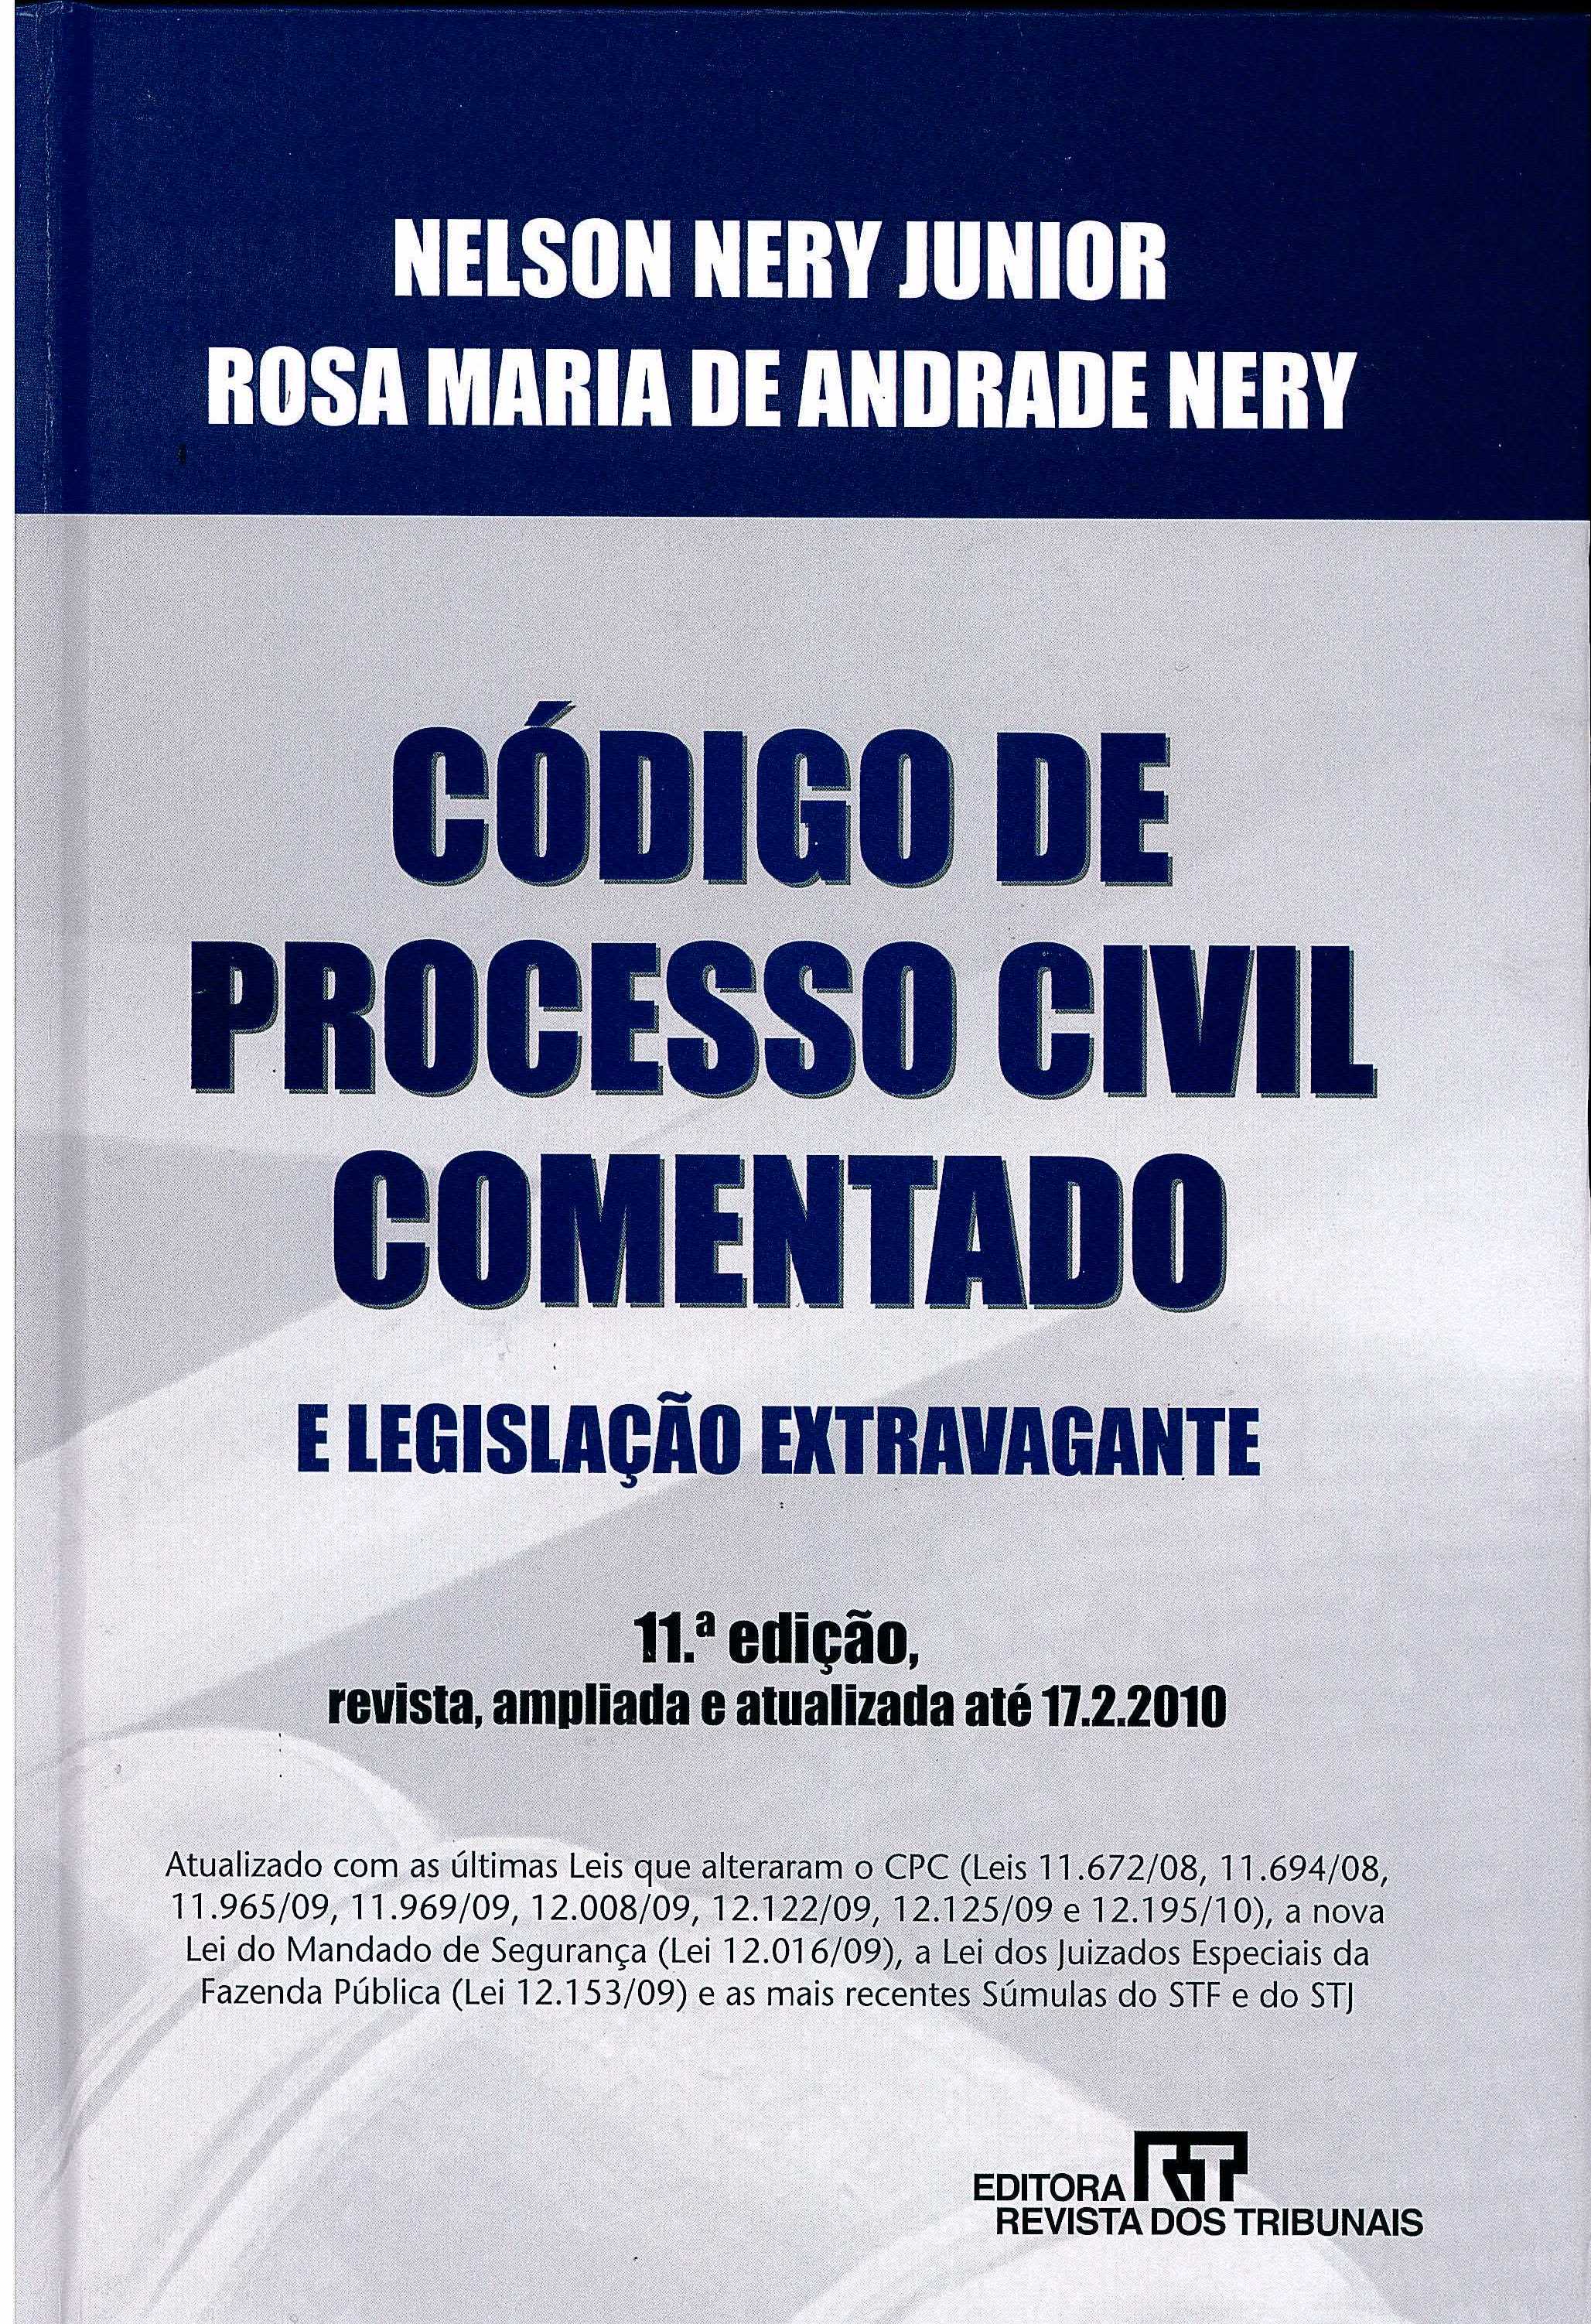 NELSON NERY JUNIOR
ROSA MARIA DE ANDRADE NERY
CÓDIGO DE
PROCESSO CIVIL
COMENTADO
E LEGISLAÇÃO EXTRAVAGANTE
11.ª edição,
revista, ampliada e atualizada até 17.2.2010
Atualizado com as últimas Leis que alteraram o CPC (Leis 11.672/08, 11.694/08,
11.965/09, 11.969/09, 12.008/09, 12.122/09, 12.125/09 e 12.195/10), a nova
Lei do Mandado de Segurança (Lei 12.016/09), a Lei dos Juizados Especiais da
Fazenda Pública (Lei 12.153/09) e as mais recentes Súmulas do STF e do STJ
EDITORA RT
REVISTA DOS TRIBUNAIS